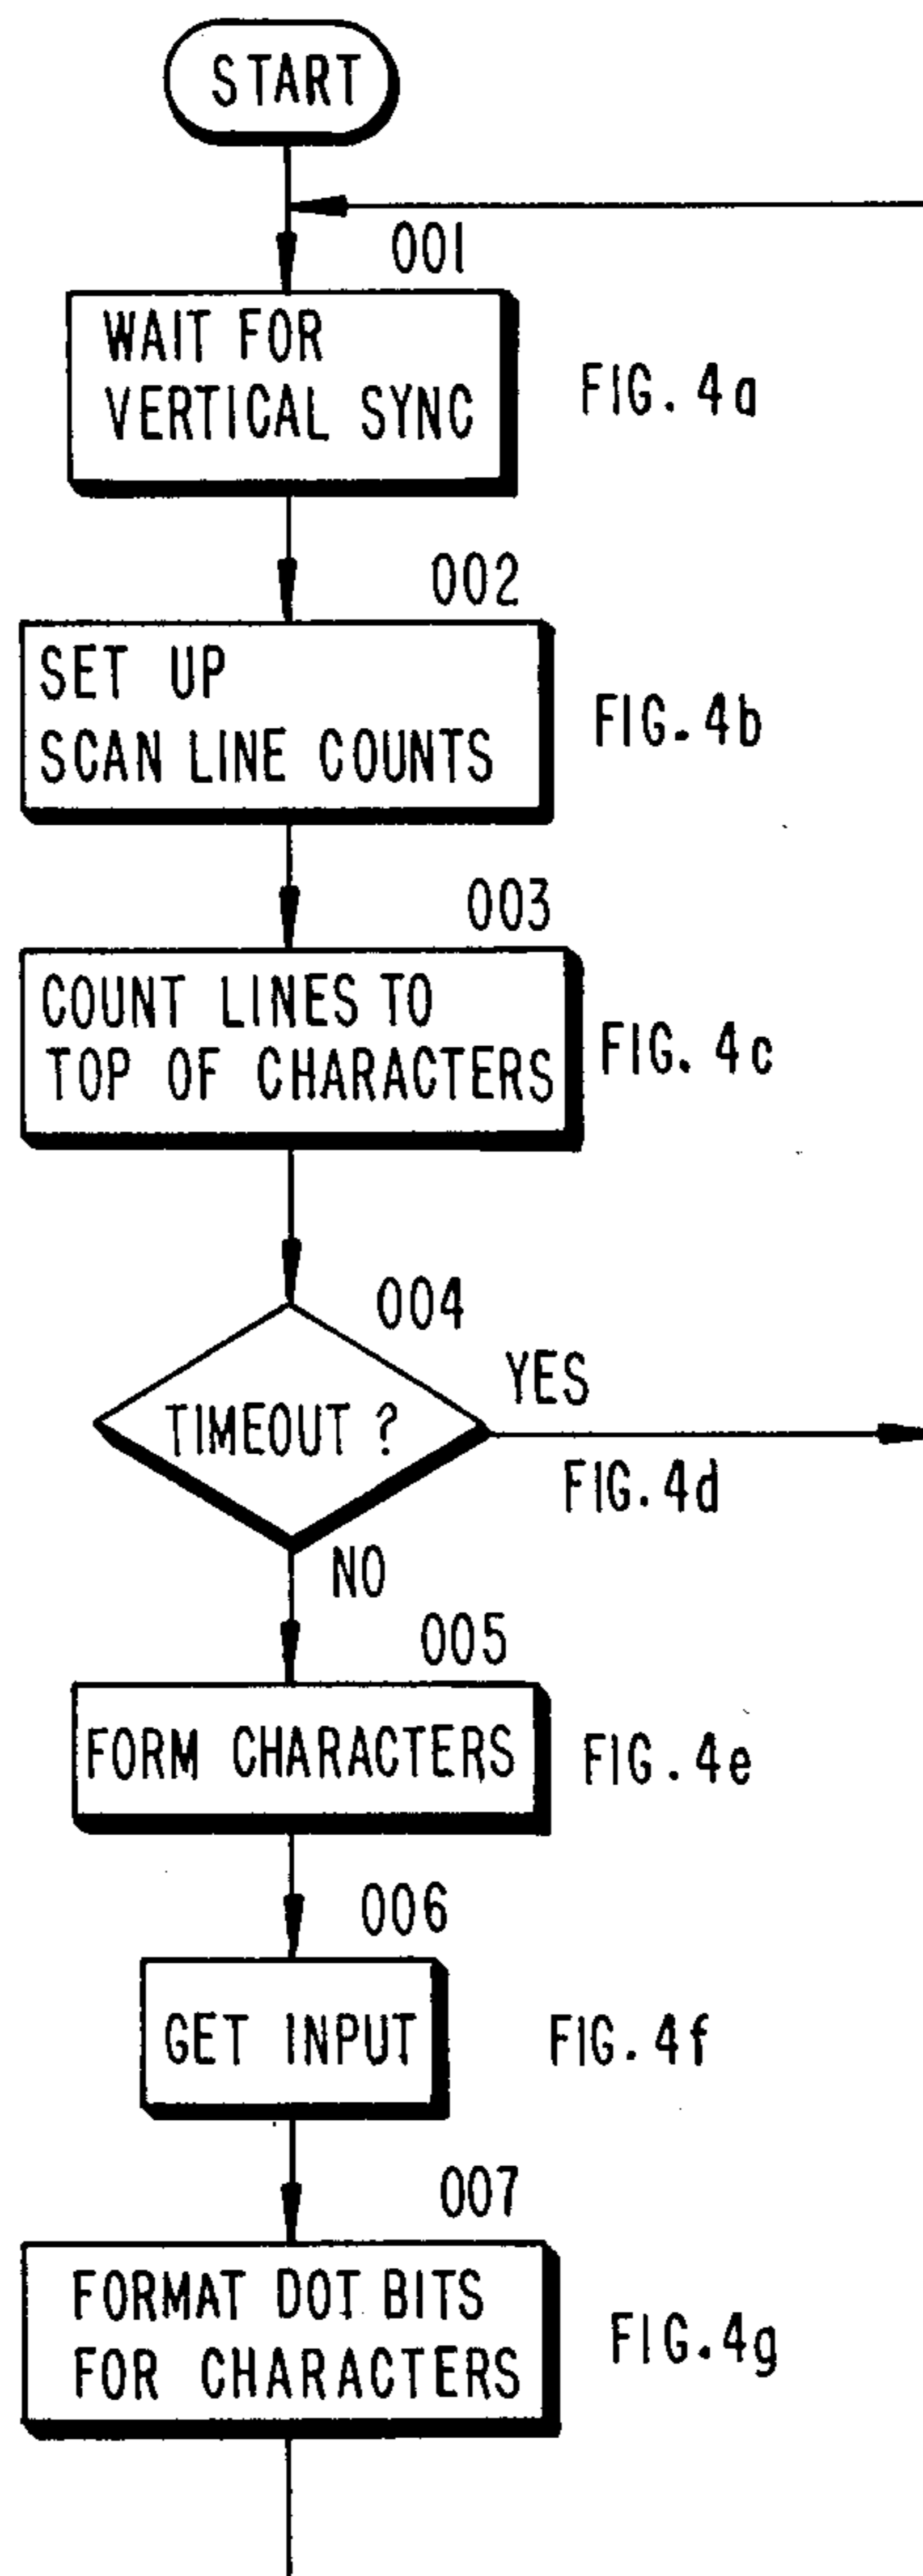 START
001
WAIT FOR
VERTICAL SYNC
FIG. 4a
002
SET UP
SCAN LINE COUNTS
FIG. 4b
003
COUNT LINES TO
TOP OF CHARACTERS
FIG. 4c
004
TIMEOUT ?
YES
FIG. 4d
NO
005
FORM CHARACTERS
FIG. 4e
006
GET INPUT
FIG. 4f
007
FORMAT DOT BITS
FOR CHARACTERS
FIG. 4g